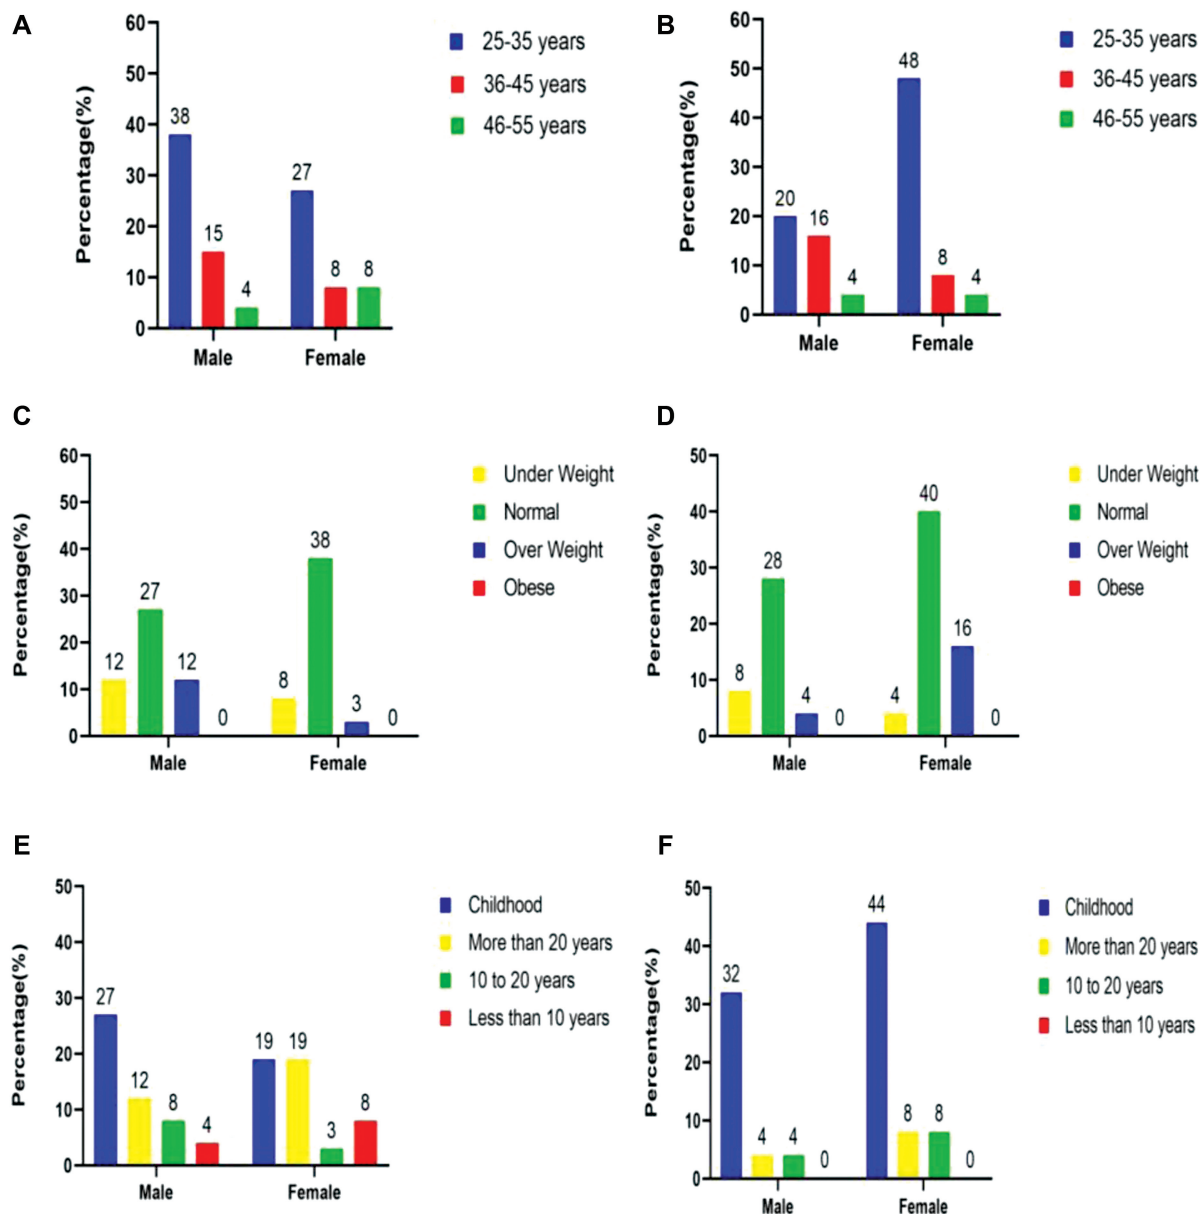 A
Percentage(%)
60
50
40
30
20
10
0
38
15
4
27
8
8
Male
Female
25-35 years
36-45 years
46-55 years
B
Percentage(%)
60
50
40
30
20
10
0
20
16
4
48
8
4
Male
Female
25-35 years
36-45 years
46-55 years
C
Percentage(%)
60
50
40
30
20
10
0
12
27
12
0
8
38
3
0
Male
Female
Under Weight
Normal
Over Weight
Obese
D
Percentage(%)
50
40
30
20
10
0
8
28
4
0
4
40
16
0
Male
Female
Under Weight
Normal
Over Weight
Obese
E
Percentage(%)
50
40
30
20
10
0
27
12
8
4
19
19
3
8
Male
Female
Childhood
More than 20 years
10 to 20 years
Less than 10 years
F
Percentage(%)
50
40
30
20
10
0
32
4
4
0
44
8
8
0
Male
Female
Childhood
More than 20 years
10 to 20 years
Less than 10 years